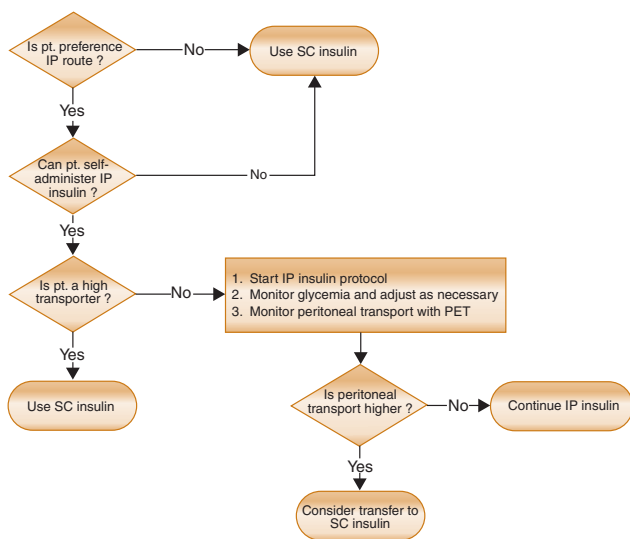 Is pt. preference
IP route ?
No
Use SC insulin
Yes
Can pt. self-
administer IP
insulin ?
No
Yes
Is pt. a high
transporter ?
No
1. Start IP insulin protocol
2. Monitor glycemia and adjust as necessary
3. Monitor peritoneal transport with PET
Yes
Use SC insulin
Is peritoneal
transport higher ?
No
Continue IP insulin
Yes
Consider transfer to
SC insulin